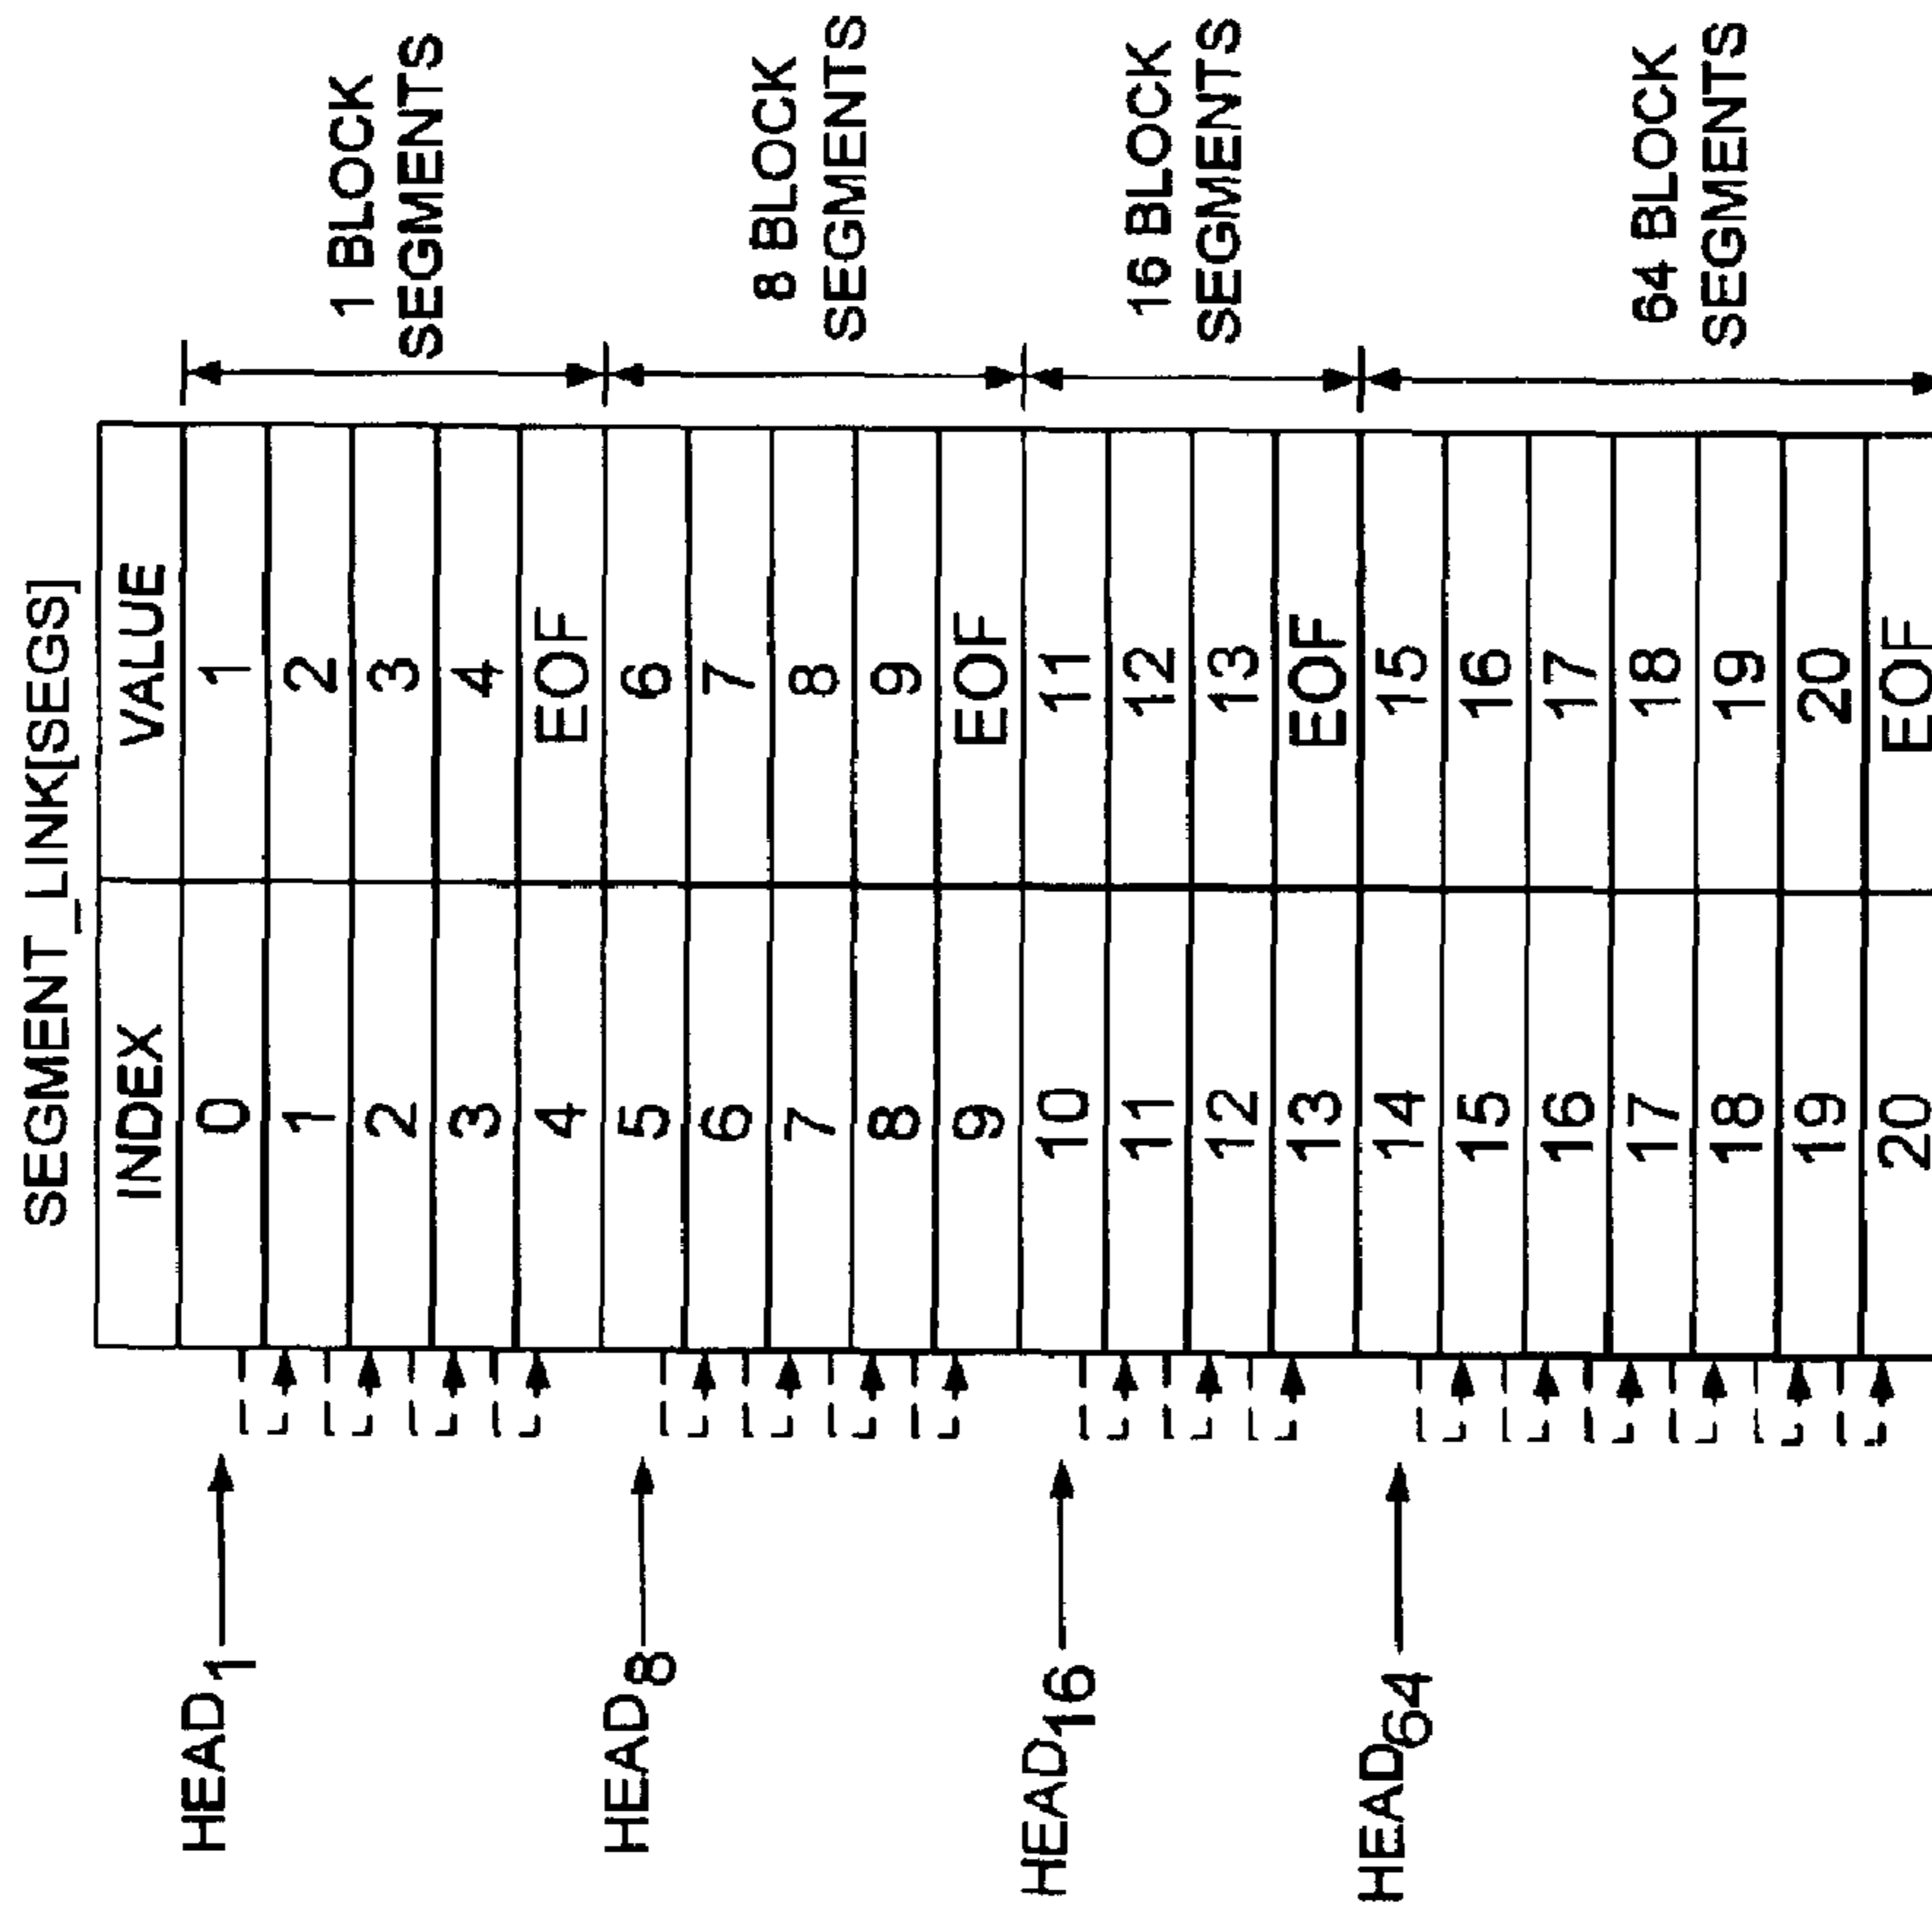 SEGMENT_LINK[SEGS]
INDEX VALUE
0 1
1 2
2 3
3 4
4 EOF
5 6
6 7
7 8
8 9
9 EOF
10 11
11 12
12 13
13 EOF
14 15
15 16
16 17
17 18
18 19
19 20
20 EOF
HEAD1
HEAD8
HEAD16
HEAD64
1 BLOCK
SEGMENTS
8 BLOCK
SEGMENTS
16 BLOCK
SEGMENTS
64 BLOCK
SEGMENTS